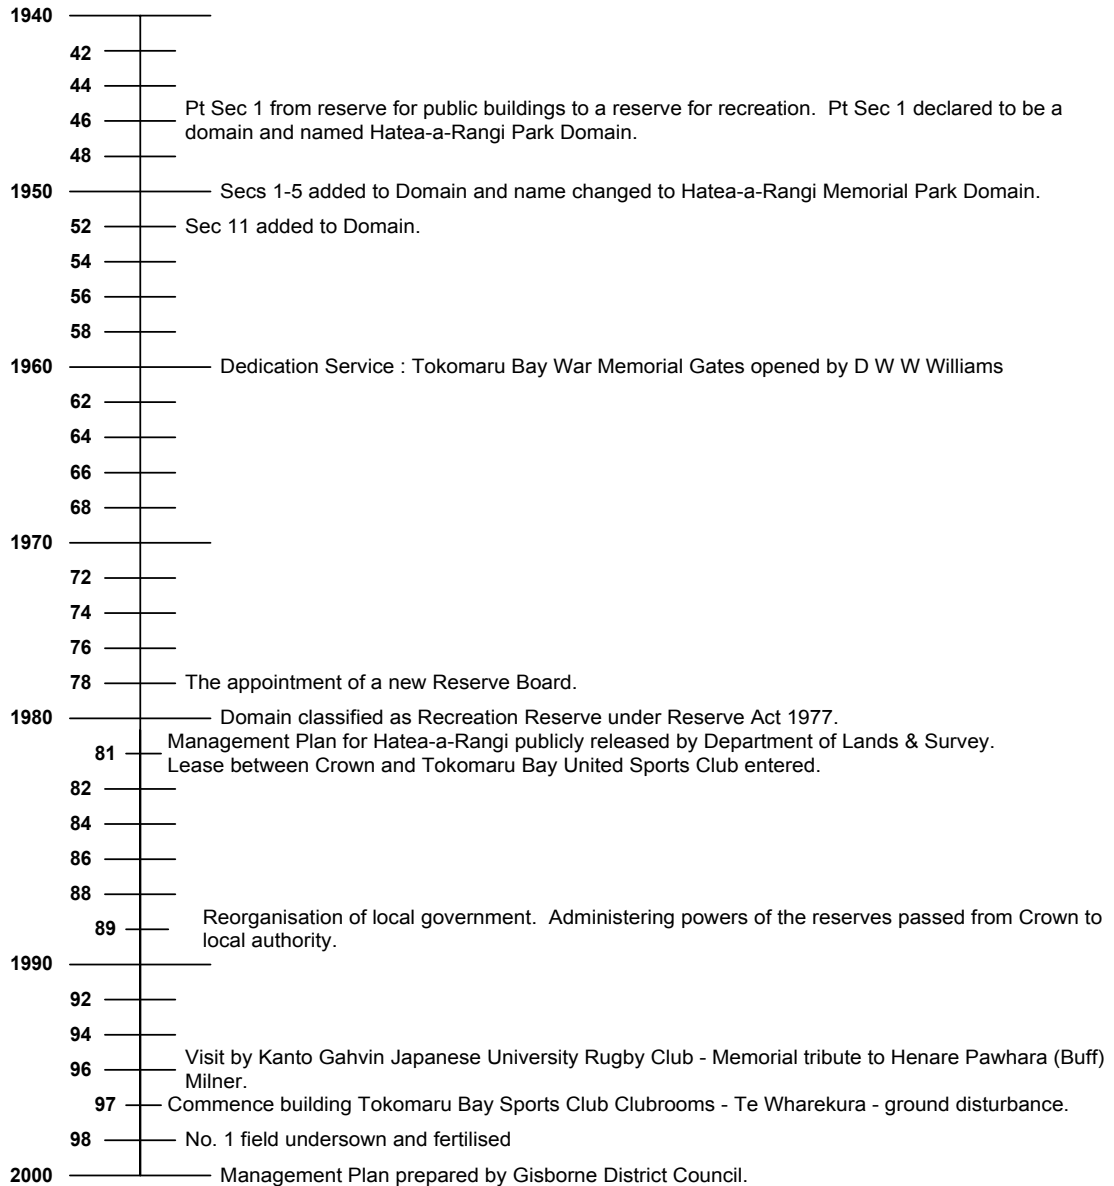 1940
42
44
46 Pt Sec 1 from reserve for public buildings to a reserve for recreation. Pt Sec 1 declared to be a
domain and named Hatea-a-Rangi Park Domain.
48
1950 Secs 1-5 added to Domain and name changed to Hatea-a-Rangi Memorial Park Domain.
52 Sec 11 added to Domain.
54
56
58
1960 Dedication Service : Tokomaru Bay War Memorial Gates opened by D W W Williams
62
64
66
68
1970
72
74
76
78 The appointment of a new Reserve Board.
1980 Domain classified as Recreation Reserve under Reserve Act 1977.
81 Management Plan for Hatea-a-Rangi publicly released by Department of Lands & Survey.
Lease between Crown and Tokomaru Bay United Sports Club entered.
82
84
86
88
89 Reorganisation of local government. Administering powers of the reserves passed from Crown to
local authority.
1990
92
94
96 Visit by Kanto Gahvin Japanese University Rugby Club - Memorial tribute to Henare Pawhara (Buff)
Milner.
97 Commence building Tokomaru Bay Sports Club Clubrooms - Te Wharekura - ground disturbance.
98 No. 1 field undersown and fertilised
2000 Management Plan prepared by Gisborne District Council.